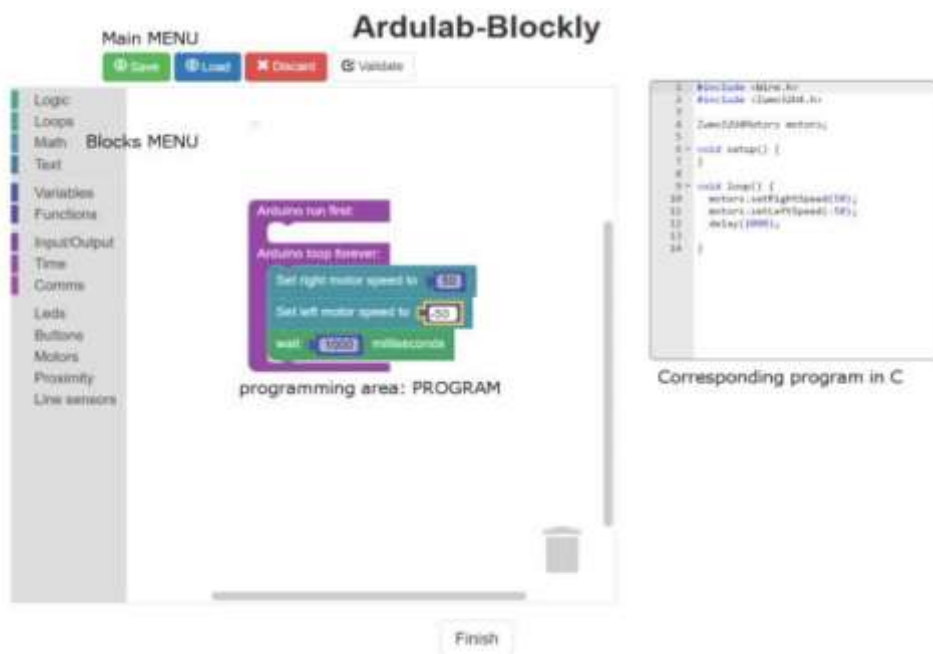 Ardulab-Blockly
Main MENU
Save
Load
Discard
Validate
Logic
Loops
Math
Blocks MENU
Text
Variables
Functions
Input/Output
Time
Comms
Leds
Buttons
Motors
Proximity
Line sensors
Arduino run first:
Arduino loop forever:
Set right motor speed to 50
Set left motor speed to -50
wait 1000 milliseconds
programming area: PROGRAM
1 #include <Wire.h>
2 #include <Zumo32U4.h>
3
4 Zumo32U4Motors motors;
5
6 void setup() {
7 }
8
9 void loop() {
10 motors.setRightSpeed(50);
11 motors.setLeftSpeed(-50);
12 delay(1000);
13
14 }
Corresponding program in C
Finish